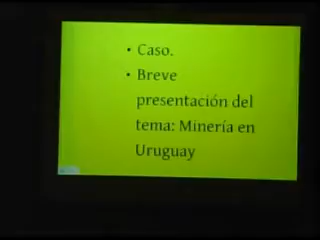 • Caso.
• Breve
presentación del
tema: Minería en
Uruguay